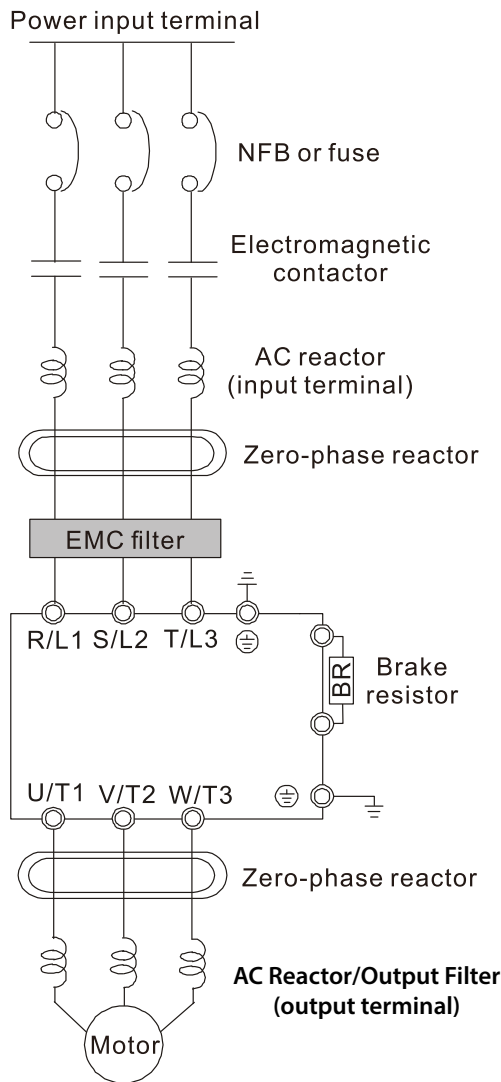 Power input terminal
NFB or fuse
Electromagnetic
contactor
AC reactor
(input terminal)
Zero-phase reactor
EMC filter
R/L1 S/L2 T/L3
BR
Brake
resistor
U/T1 V/T2 W/T3
Zero-phase reactor
AC Reactor/Output Filter
(output terminal)
Motor